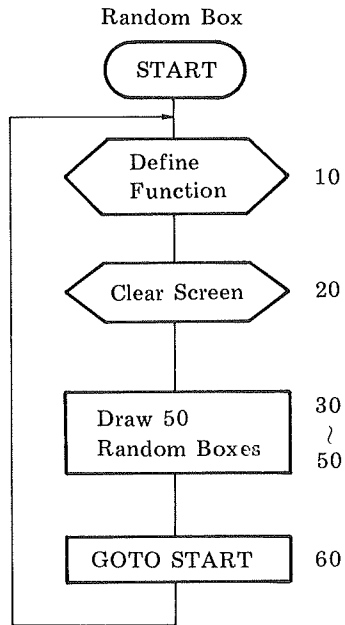 Random Box
START
Define
Function
10
Clear Screen
20
Draw 50
Random Boxes
30
~
50
GOTO START
60